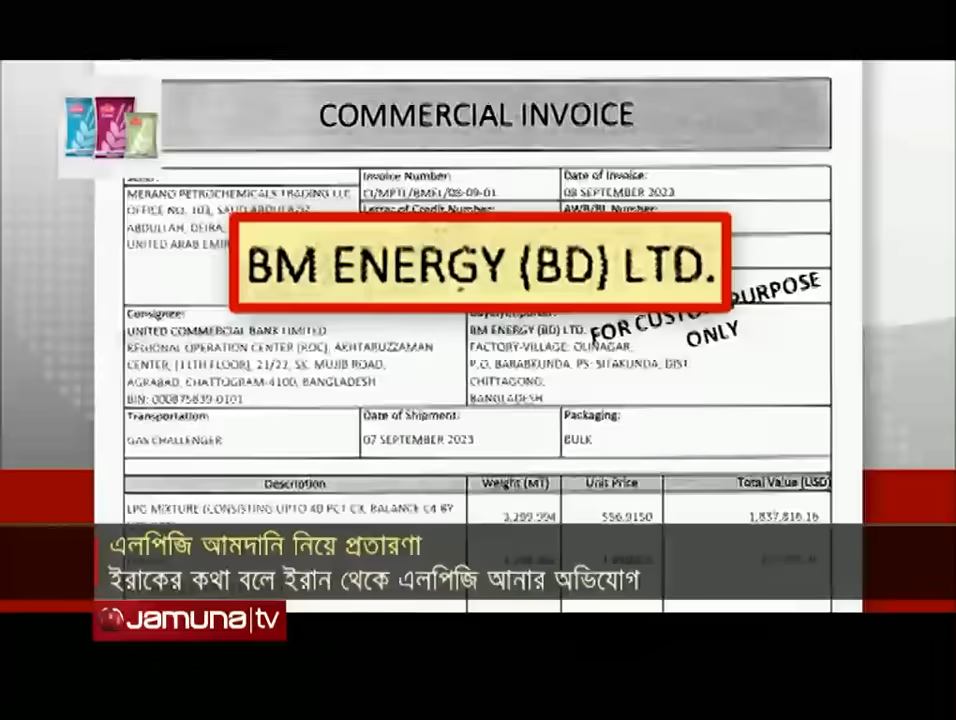 COMMERCIAL INVOICE
Invoice Number:
Date of Invoice:
MERANO PETROCHEMICALS TRADING LLC
CI/MPTL/BMEL/08-09-01
08 SEPTEMBER 2023
OFFICE NO. 103, SAUD
Letter of Credit Number:
AWB/BL Number:
ABDULLAH, DEIRA,
UNITED ARAB
BM ENERGY (BD) LTD.
FOR PURPOSE
ONLY
Consignee:
UNITED COMMERCIAL BANK LIMITED
BM ENERGY (BD) LTD.
REGIONAL OPERATION CENTER (ROC), AKHTARUZZAMAN
FACTORY-VILLAGE: OLINAGAR,
CENTER, (11TH FLOOR), 21/22, SK. MUJIB ROAD,
P.O. BARABKUNDA, PS: SITAKUNDA, DIST
AGRABAD, CHATTOGRAM-4100, BANGLADESH
CHITTAGONG,
BIN: 000875839-0101
BANGLADESH
Transportation:
Date of Shipment:
Packaging:
GAS CHALLENGER
07 SEPTEMBER 2023
BULK
Description
Weight (MT)
Unit Price
Total Value (USD)
LPG MIXTURE (CONSISTING UPTO 40 PCT C3, BALANCE C4 BY
556.9150
1,837,816.16
এলপিজি আমদানি নিয়ে প্রতারণা
ইরাকের কথা বলে ইরান থেকে এলপিজি আনার অভিযোগ
Jamuna|tv